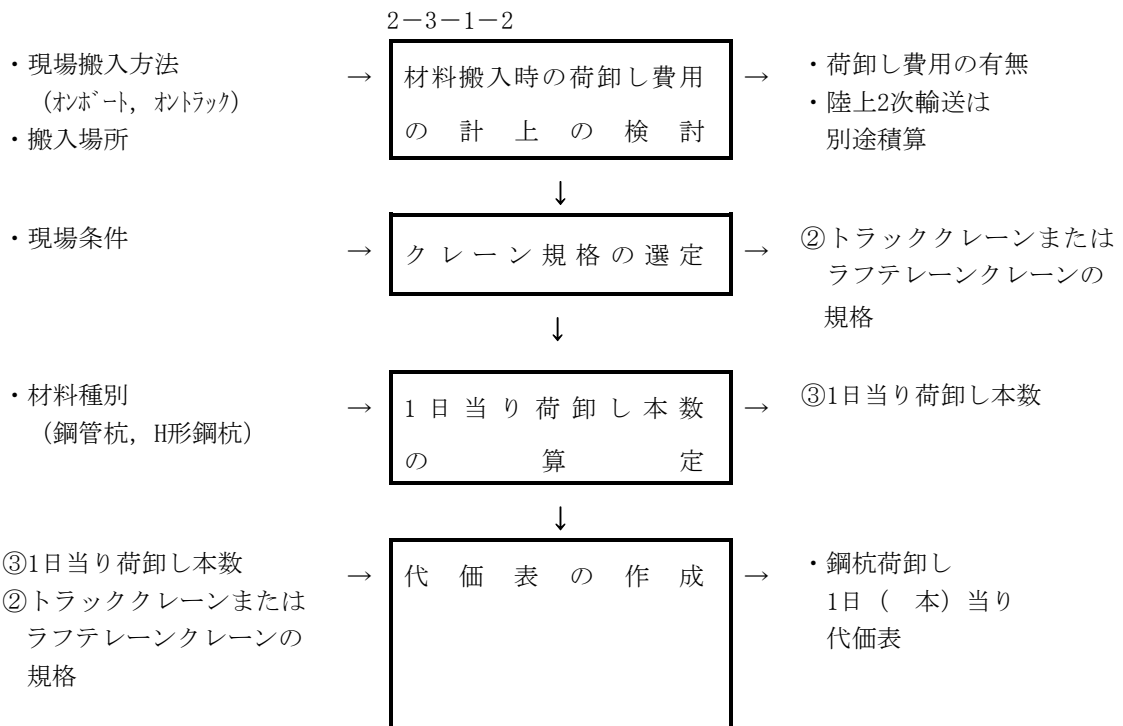 2－3－1－2
・現場搬入方法
(ｵﾝﾎﾞｰﾄ, ｵﾝﾄﾗｯｸ)
・搬入場所
→
材料搬入時の荷卸し費用
の計上の検討
→
・荷卸し費用の有無
・陸上2次輸送は
別途積算
↓
・現場条件
→
クレーン規格の選定
→
②トラッククレーンまたは
ラフテレーンクレーンの
規格
↓
・材料種別
(鋼管杭, H形鋼杭)
→
1日当り荷卸し本数
の算定
→
③1日当り荷卸し本数
↓
③1日当り荷卸し本数
②トラッククレーンまたは
ラフテレーンクレーンの
規格
→
代価表の作成
→
・鋼杭荷卸し
1日（　本）当り
代価表